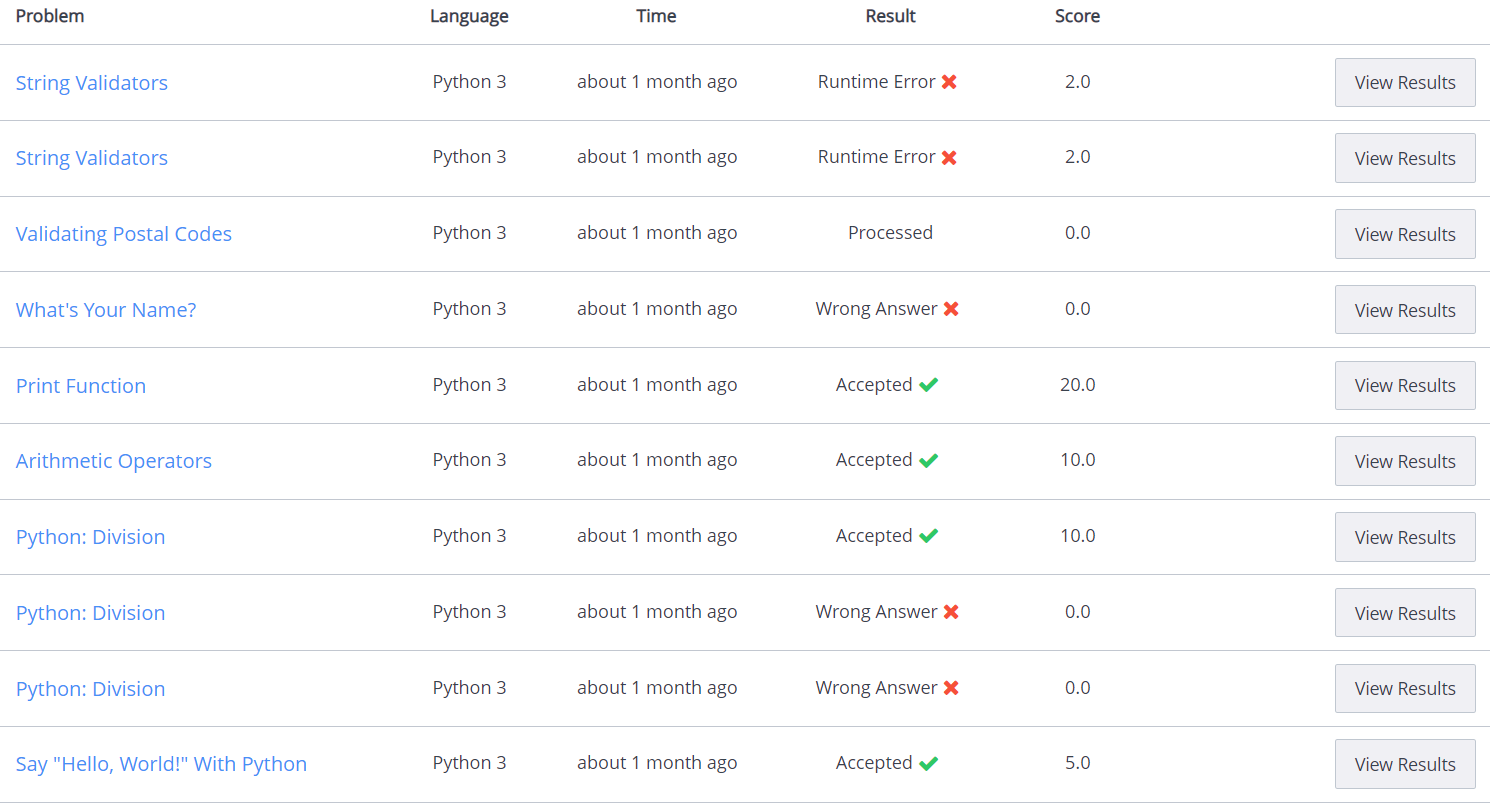 Problem Language Time Result Score
String Validators Python 3 about 1 month ago Runtime Error 2.0 View Results
String Validators Python 3 about 1 month ago Runtime Error 2.0 View Results
Validating Postal Codes Python 3 about 1 month ago Processed 0.0 View Results
What's Your Name? Python 3 about 1 month ago Wrong Answer 0.0 View Results
Print Function Python 3 about 1 month ago Accepted 20.0 View Results
Arithmetic Operators Python 3 about 1 month ago Accepted 10.0 View Results
Python: Division Python 3 about 1 month ago Accepted 10.0 View Results
Python: Division Python 3 about 1 month ago Wrong Answer 0.0 View Results
Python: Division Python 3 about 1 month ago Wrong Answer 0.0 View Results
Say "Hello, World!" With Python Python 3 about 1 month ago Accepted 5.0 View Results